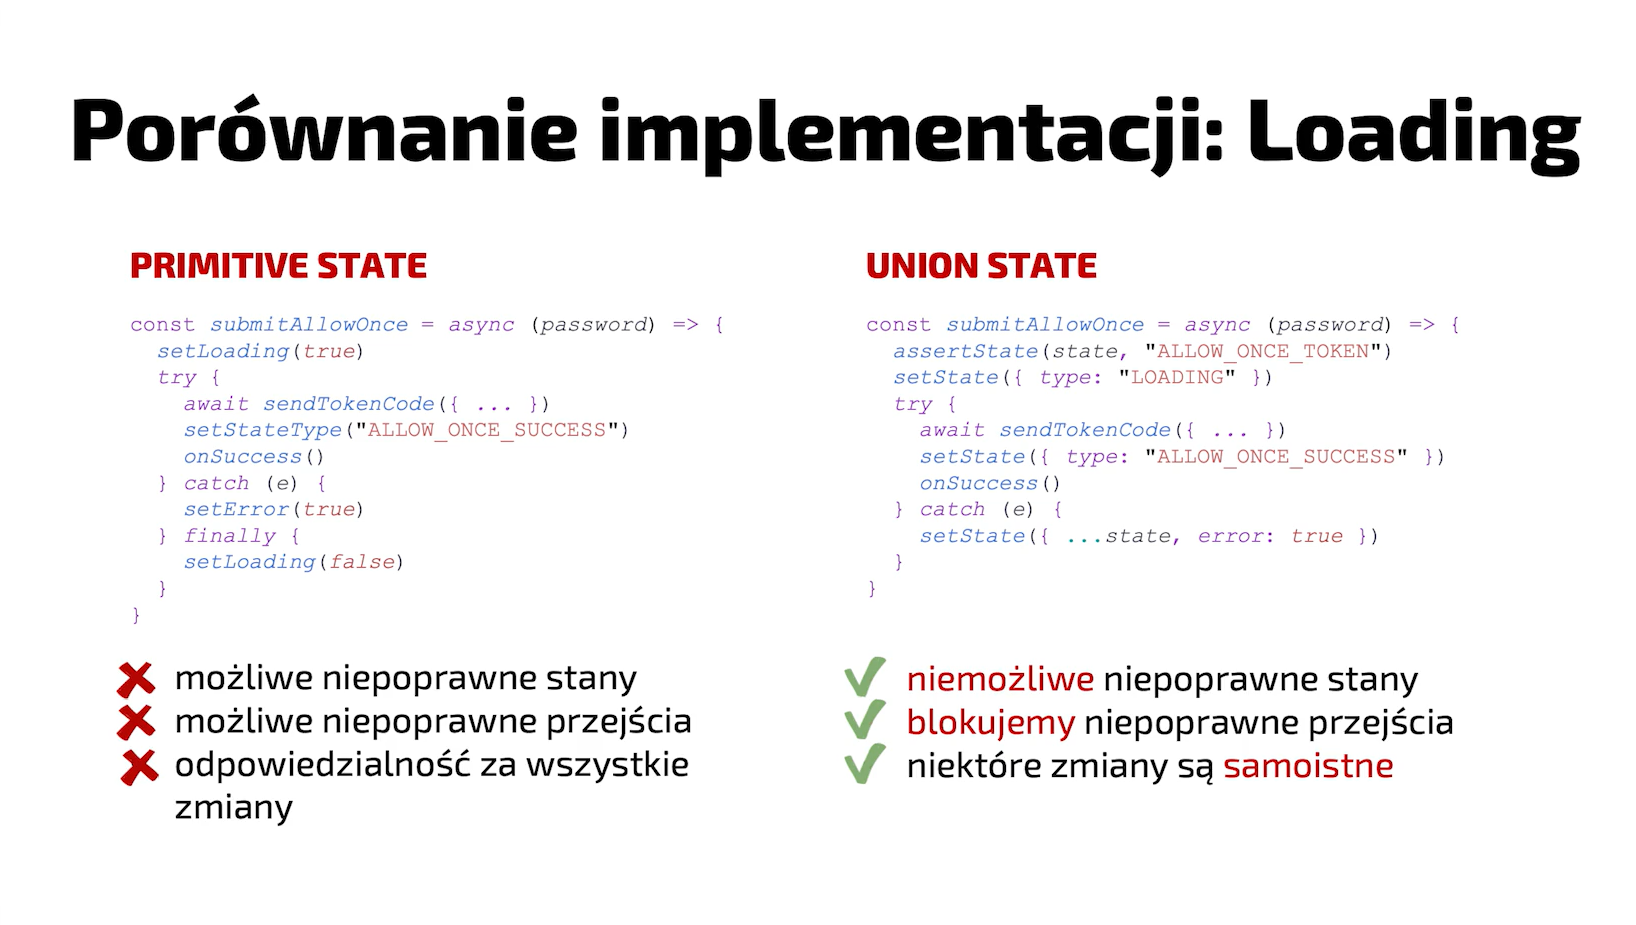 Porównanie implementacji: Loading
PRIMITIVE STATE
const submitAllowOnce = async (password) => {
  setLoading(true)
  try {
    await sendTokenCode({ ... })
    setStateType("ALLOW_ONCE_SUCCESS")
    onSuccess()
  } catch (e) {
    setError(true)
  } finally {
    setLoading(false)
  }
}
możliwe niepoprawne stany
możliwe niepoprawne przejścia
odpowiedzialność za wszystkie
zmiany
UNION STATE
const submitAllowOnce = async (password) => {
  assertState(state, "ALLOW_ONCE_TOKEN")
  setState({ type: "LOADING" })
  try {
    await sendTokenCode({ ... })
    setState({ type: "ALLOW_ONCE_SUCCESS" })
    onSuccess()
  } catch (e) {
    setState({ ...state, error: true })
  }
}
niemożliwe niepoprawne stany
blokujemy niepoprawne przejścia
niektóre zmiany są samoistne